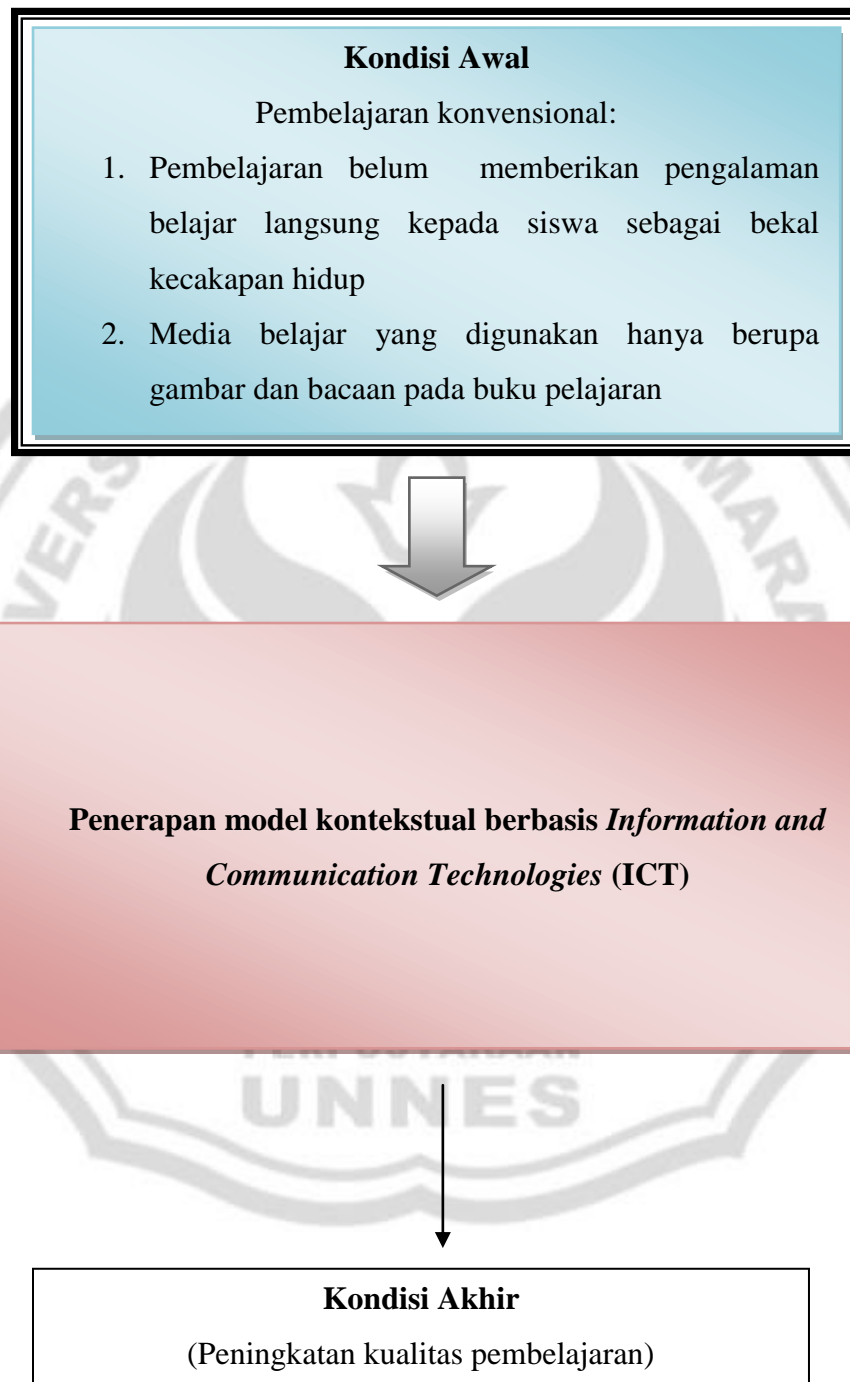 Kondisi Awal
Pembelajaran konvensional:
1. Pembelajaran belum memberikan pengalaman
belajar langsung kepada siswa sebagai bekal
kecakapan hidup
2. Media belajar yang digunakan hanya berupa
gambar dan bacaan pada buku pelajaran
Penerapan model kontekstual berbasis Information and
Communication Technologies (ICT)
UNNES
Kondisi Akhir
(Peningkatan kualitas pembelajaran)